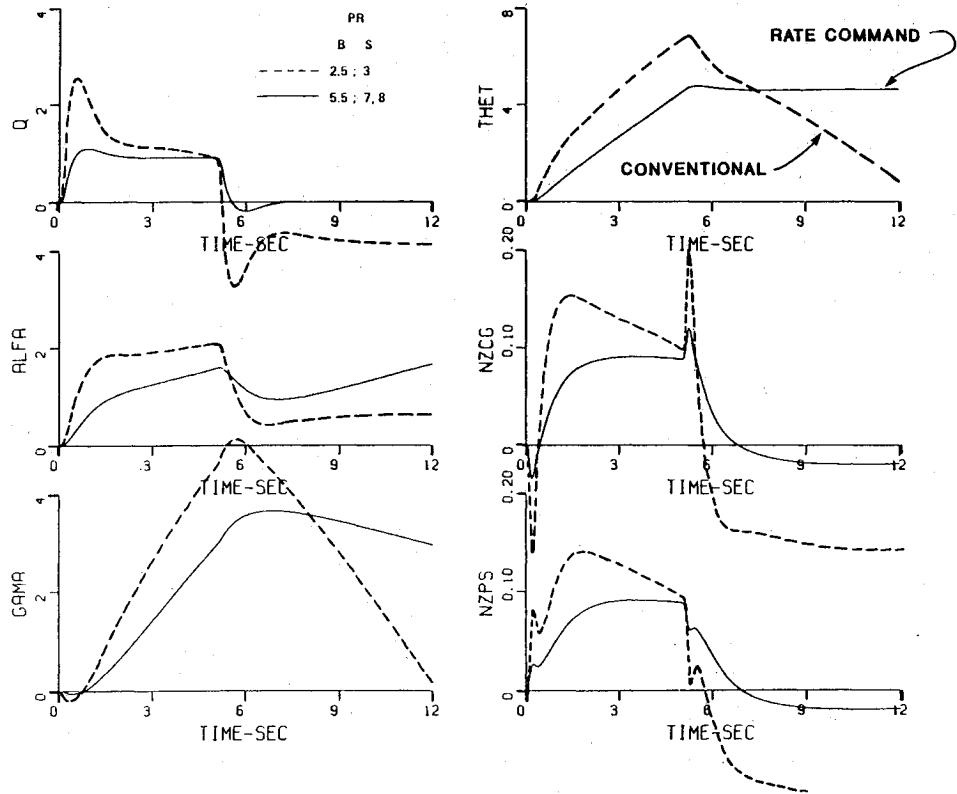 PR
B S
2.5 ; 3
5.5 ; 7, 8
4
2
0
Q
0 3 6 9 12
TIME-SEC
8
4
0
THET
RATE COMMAND
CONVENTIONAL
0 3 6 9 12
TIME-SEC
4
2
0
ALFA
0 3 6 9 12
TIME-SEC
0.20
0.10
0
NZCG
0 3 6 9 12
TIME-SEC
4
2
0
GAMA
0 3 6 9 12
TIME-SEC
0.20
0.10
0
NZPS
0 3 6 9 12
TIME-SEC